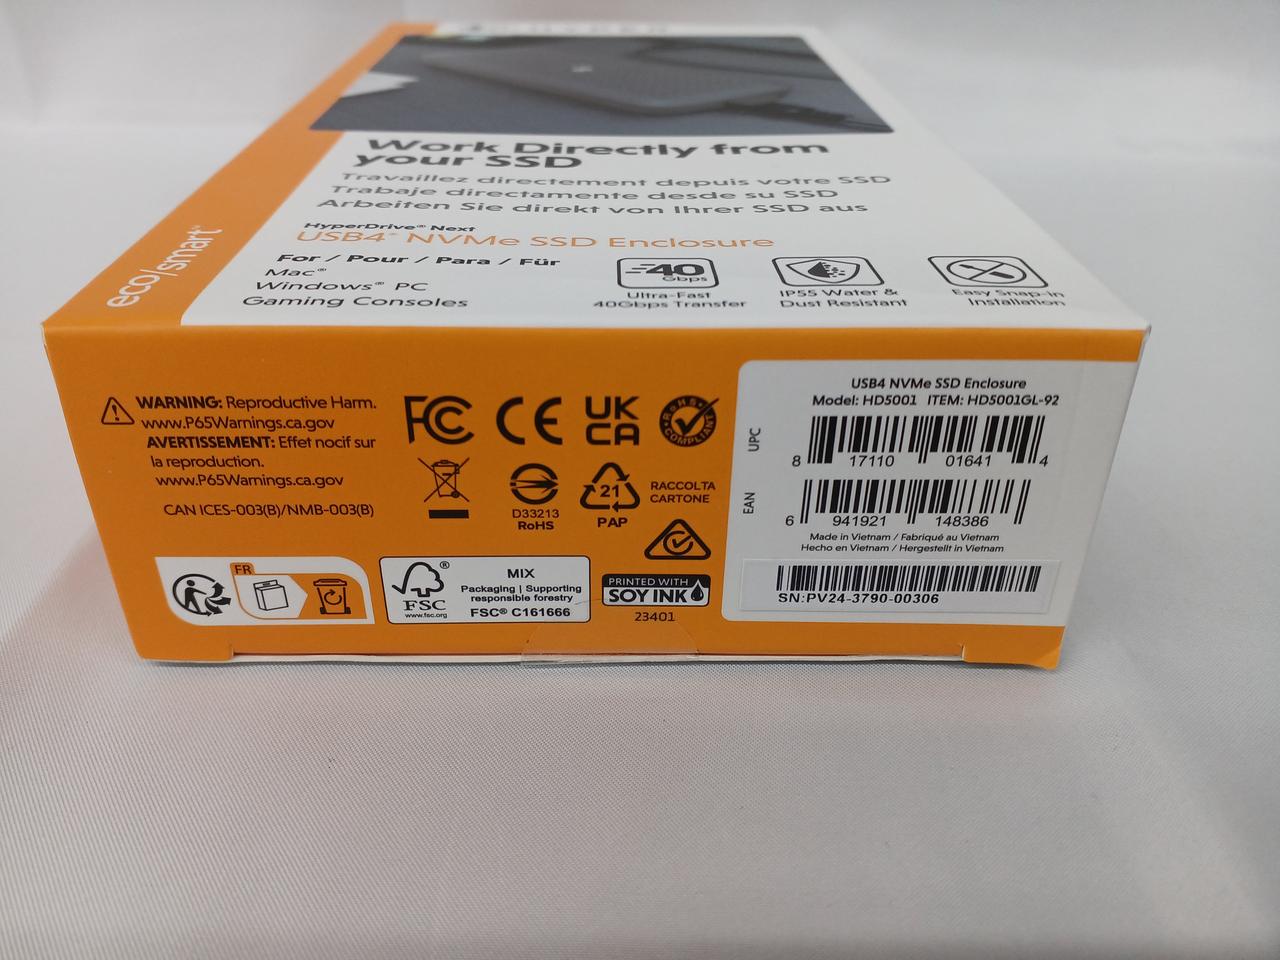 Work Directly from
your SSD
Travaillez directement depuis votre SSD
Trabaje directamente desde su SSD
Arbeiten Sie direkt von Ihrer SSD aus
HyperDrive® Next
USB4® NVMe SSD Enclosure
For / Pour / Para / Für
Mac®
Windows® PC
Gaming Consoles
40
Gbps
Ultra-Fast
40Gbps Transfer
IP55 Water &
Dust Resistant
Easy Snap-in
Installation
eco/smart™
WARNING: Reproductive Harm.
www.P65Warnings.ca.gov
AVERTISSEMENT: Effet nocif sur
la reproduction.
www.P65Warnings.ca.gov
CAN ICES-003(B)/NMB-003(B)
FC
CE
UK
CA
RoHS
COMPLIANT
D33213
RoHS
21
PAP
RACCOLTA
CARTONE
FR
FSC®
www.fsc.org
MIX
Packaging | Supporting
responsible forestry
FSC® C161666
PRINTED WITH
SOY INK
23401
USB4 NVMe SSD Enclosure
Model: HD5001 ITEM: HD5001GL-92
UPC
8 17110 01641 4
EAN
6 941921 148386
Made in Vietnam / Fabriqué au Vietnam
Hecho en Vietnam / Hergestellt in Vietnam
SN:PV24-3790-00306